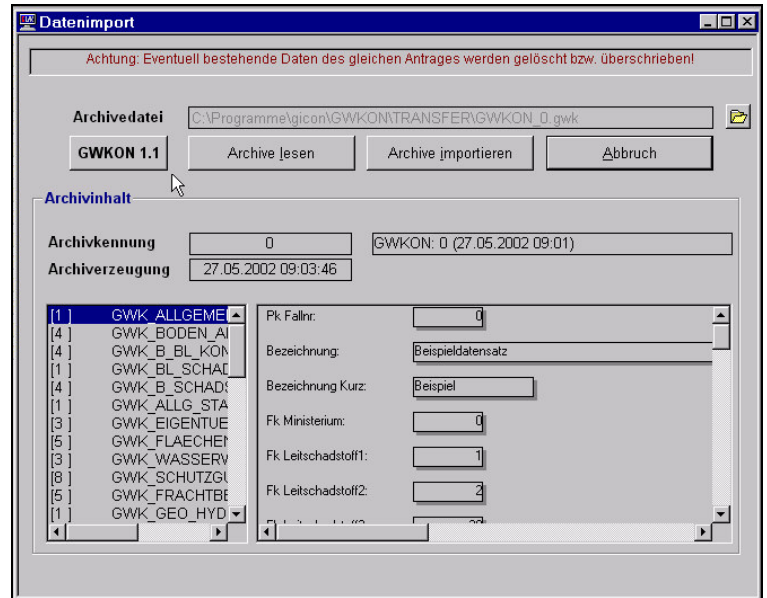 Datenimport
Achtung: Eventuell bestehende Daten des gleichen Antrages werden gelöscht bzw. überschrieben!
Archivedatei C:\Programme\gicon\GWKON\TRANSFER\GWKON_0.gwk
GWKON 1.1 Archive lesen Archive importieren Abbruch
Archivinhalt
Archivkennung 0 GWKON: 0 (27.05.2002 09:01)
Archiverzeugung 27.05.2002 09:03:46
[1 ] GWK_ALLGEME
[4 ] GWK_BODEN_A
[4 ] GWK_B_BL_KON
[1 ] GWK_BL_SCHAD
[4 ] GWK_B_SCHADS
[1 ] GWK_ALLG_STA
[3 ] GWK_EIGENTUE
[5 ] GWK_FLAECHEN
[3 ] GWK_WASSERV
[8 ] GWK_SCHUTZGU
[5 ] GWK_FRACHTBE
[1 ] GWK_GEO_HYD
Pk Fallnr: 0
Bezeichnung: Beispieldatensatz
Bezeichnung Kurz: Beispiel
Fk Ministerium: 0
Fk Leitschadstoff1: 1
Fk Leitschadstoff2: 2